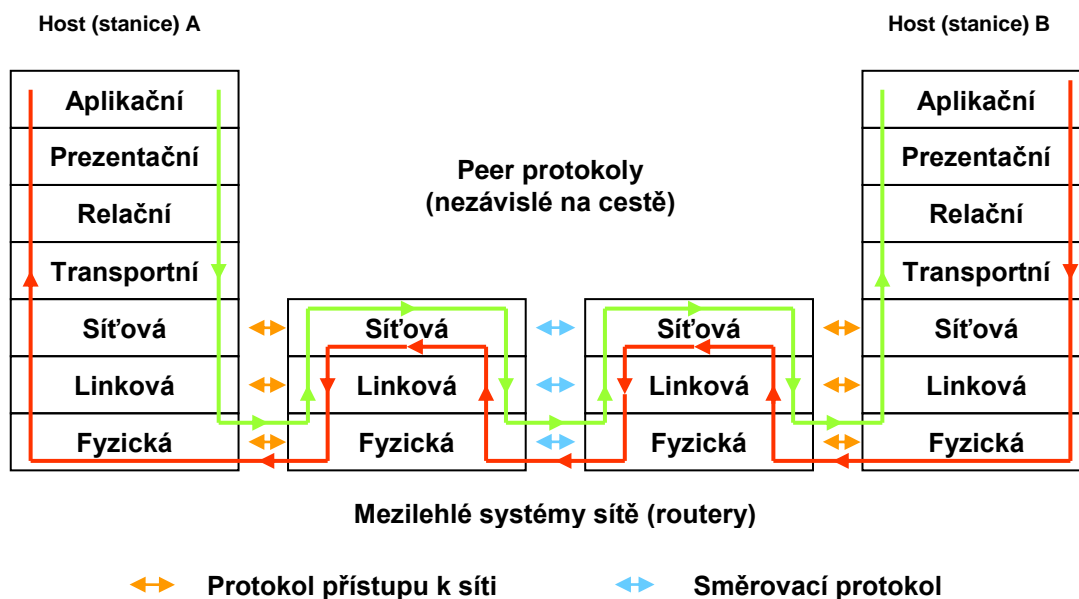 Host (stanice) A
Host (stanice) B
Aplikační
Prezentační
Relační
Transportní
Síťová
Linková
Fyzická
Peer protokoly
(nezávislé na cestě)
Síťová
Linková
Fyzická
Síťová
Linková
Fyzická
Aplikační
Prezentační
Relační
Transportní
Síťová
Linková
Fyzická
Mezilehlé systémy sítě (routery)
Protokol přístupu k síti
Směrovací protokol